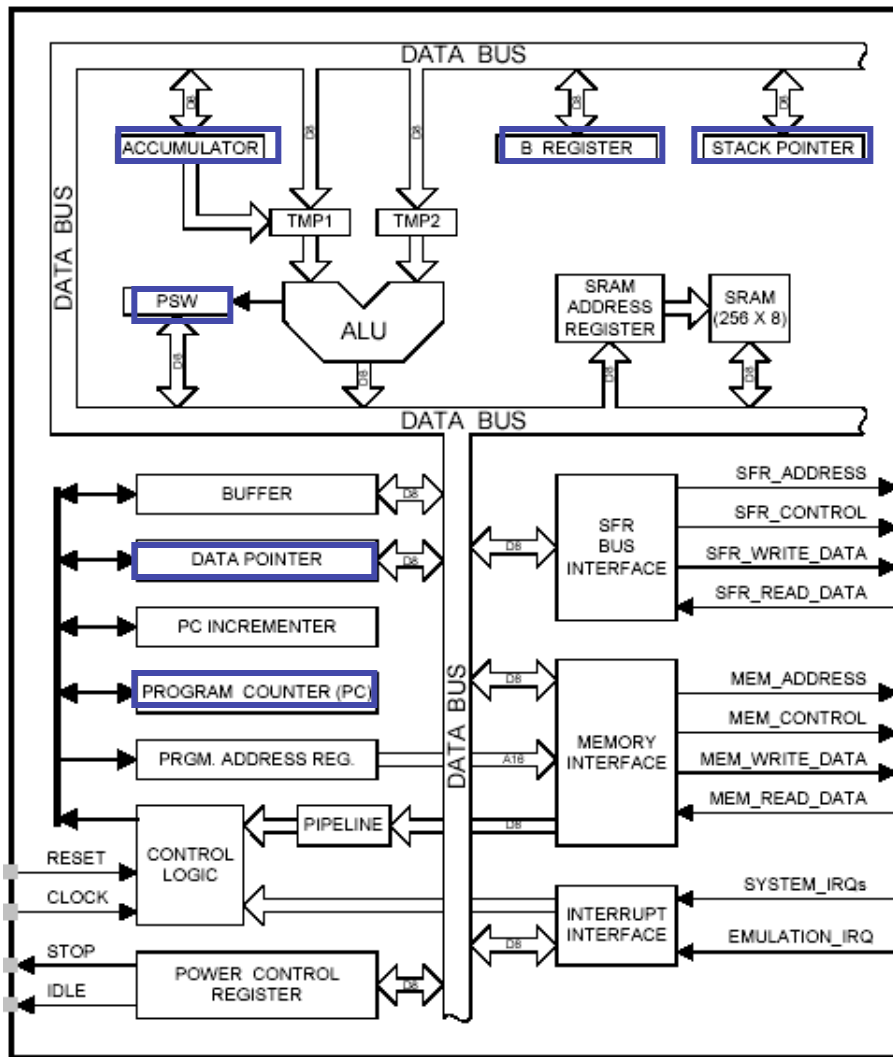 DATA BUS
D8
D8
D8
D8
D8
ACCUMULATOR
B REGISTER
STACK POINTER
DATA BUS
TMP1
TMP2
PSW
ALU
SRAM
ADDRESS
REGISTER
SRAM
(256 X 8)
D8
D8
D8
D8
DATA BUS
BUFFER
D8
DATA POINTER
D8
PC INCREMENTER
PROGRAM COUNTER (PC)
PRGM. ADDRESS REG.
A16
PIPELINE
D8
CONTROL
LOGIC
RESET
CLOCK
STOP
IDLE
POWER CONTROL
REGISTER
D8
DATA BUS
D8
SFR
BUS
INTERFACE
SFR_ADDRESS
SFR_CONTROL
SFR_WRITE_DATA
SFR_READ_DATA
D8
MEMORY
INTERFACE
MEM_ADDRESS
MEM_CONTROL
MEM_WRITE_DATA
MEM_READ_DATA
D8
INTERRUPT
INTERFACE
SYSTEM_IRQs
EMULATION_IRQ